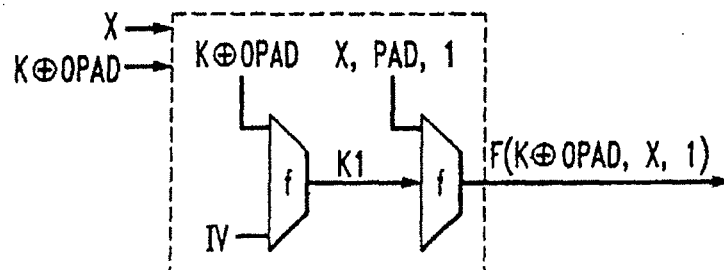 X
K⊕OPAD
K⊕OPAD
X, PAD, 1
f
K1
f
F(K⊕OPAD, X, 1)
IV